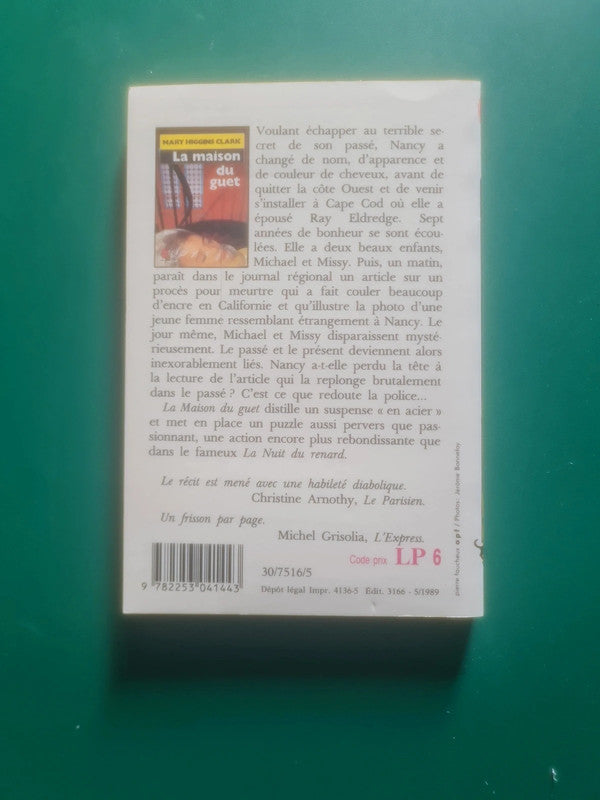 MARY HIGGINS CLARK
La maison
du
guet
Voulant échapper au terrible se-
cret de son passé, Nancy a
changé de nom, d'apparence et
de couleur de cheveux, avant de
quitter la côte Ouest et de venir
s'installer à Cape Cod où elle a
épousé Ray Eldredge. Sept
années de bonheur se sont écou-
lées. Elle a deux beaux enfants,
Michael et Missy. Puis, un matin,
paraît dans le journal régional un article sur un
procès pour meurtre qui a fait couler beaucoup
d'encre en Californie et qu'illustre la photo d'une
jeune femme ressemblant étrangement à Nancy. Le
jour même, Michael et Missy disparaissent mysté-
rieusement. Le passé et le présent deviennent alors
inexorablement liés. Nancy a-t-elle perdu la tête à
la lecture de l'article qui la replonge brutalement
dans le passé ? C'est ce que redoute la police...
La Maison du guet distille un suspense « en acier »
et met en place un puzzle aussi pervers que pas-
sionnant, une action encore plus rebondissante que
dans le fameux La Nuit du renard.
Le récit est mené avec une habileté diabolique.
Christine Arnothy, Le Parisien.
Un frisson par page.
Michel Grisolia, L'Express.
Code prix LP 6
9 782253 041443
30/7516/5
Dépôt légal Impr. 4136-5 Edit. 3166 - 5/1989
pierre faucheux apf / Photos: Jérôme Bonnefoy